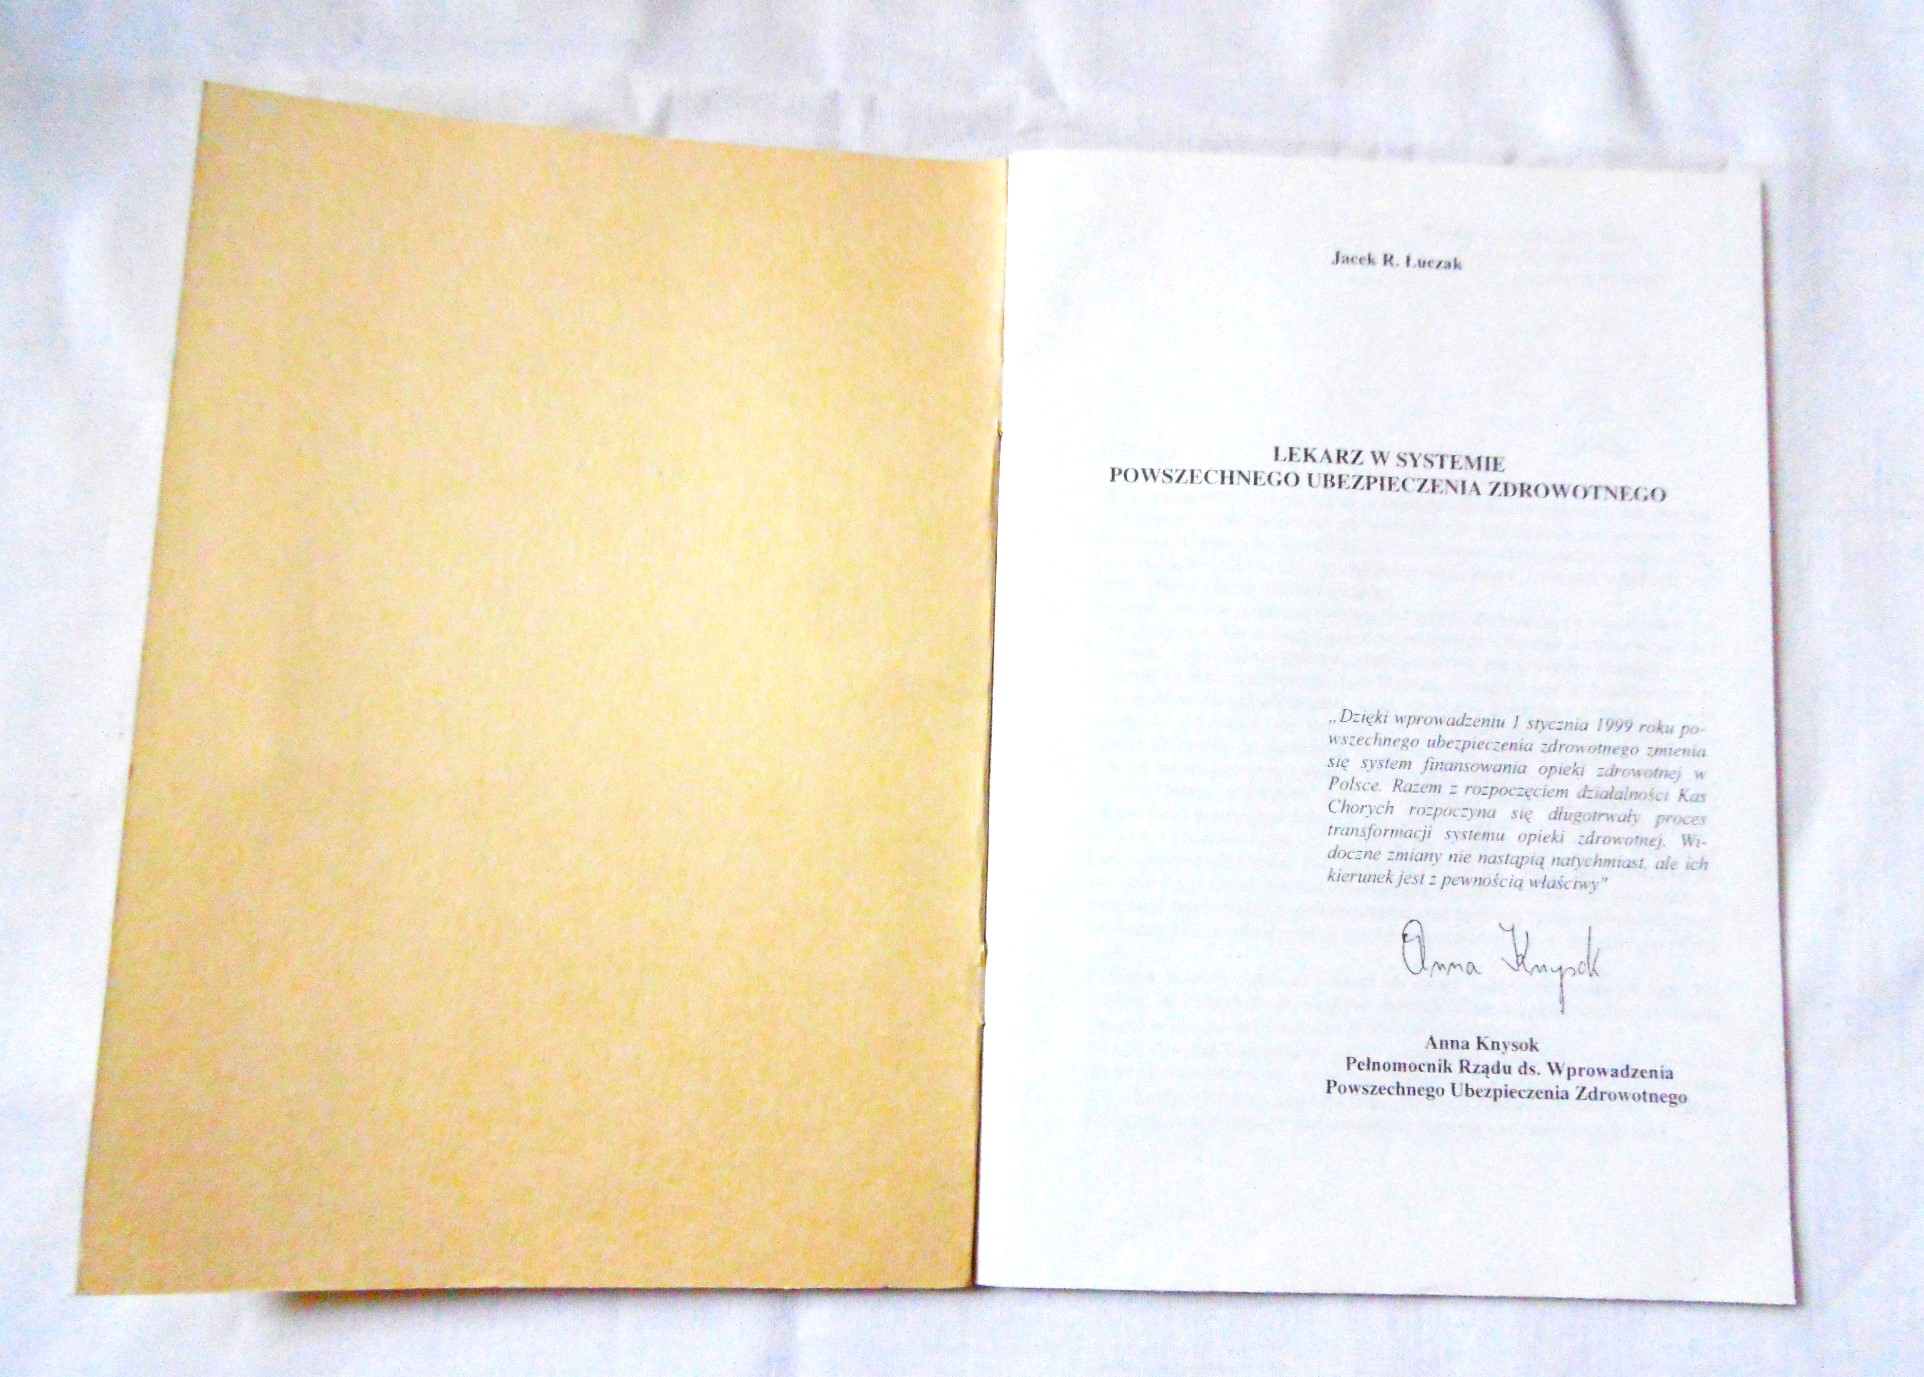 Jacek R. Łuczak
LEKARZ W SYSTEMIE
POWSZECHNEGO UBEZPIECZENIA ZDROWOTNEGO
„Dzięki wprowadzeniu 1 stycznia 1999 roku po-
wszechnego ubezpieczenia zdrowotnego zmienia
się system finansowania opieki zdrowotnej w
Polsce. Razem z rozpoczęciem działalności Kas
Chorych rozpoczyna się długotrwały proces
transformacji systemu opieki zdrowotnej. Wi-
doczne zmiany nie nastąpią natychmiast, ale ich
kierunek jest z pewnością właściwy"
Anna Knysok
Anna Knysok
Pełnomocnik Rządu ds. Wprowadzenia
Powszechnego Ubezpieczenia Zdrowotnego